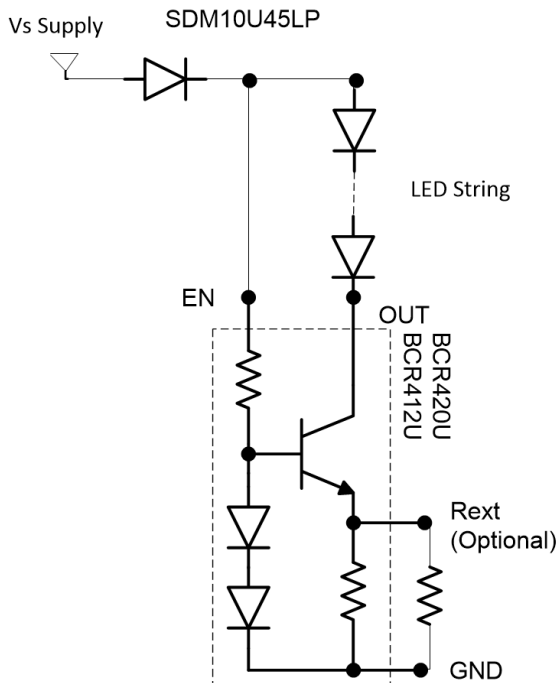 Vs Supply
SDM10U45LP
LED String
EN
OUT
BCR420U
BCR412U
Rext
(Optional)
GND